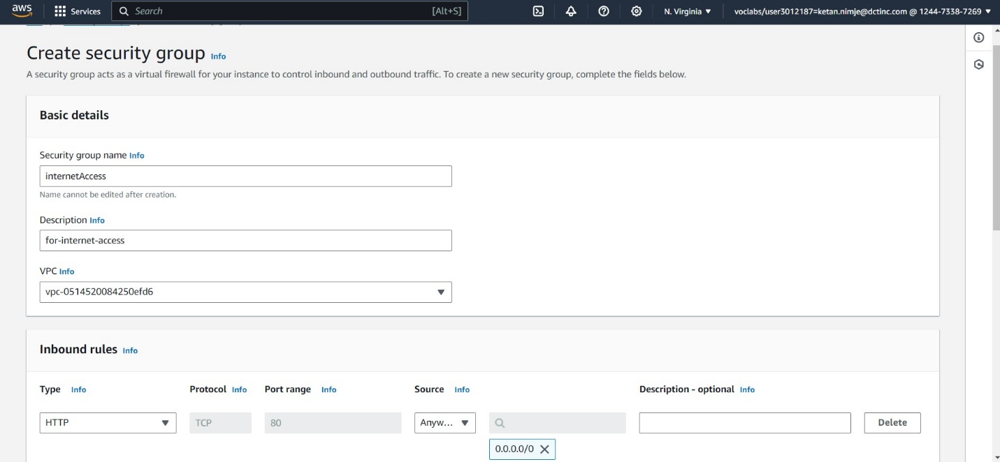 aws Services Search [Alt+S] N. Virginia voclabs/user3012187=ketan.nimje@dctinc.com @ 1244-7338-7269
Create security group Info
A security group acts as a virtual firewall for your instance to control inbound and outbound traffic. To create a new security group, complete the fields below.
Basic details
Security group name Info
internetAccess
Name cannot be edited after creation.
Description Info
for-internet-access
VPC Info
vpc-0514520084250efd6
Inbound rules Info
Type Info Protocol Info Port range Info Source Info Description - optional Info
HTTP TCP 80 Anyw... Delete
0.0.0.0/0